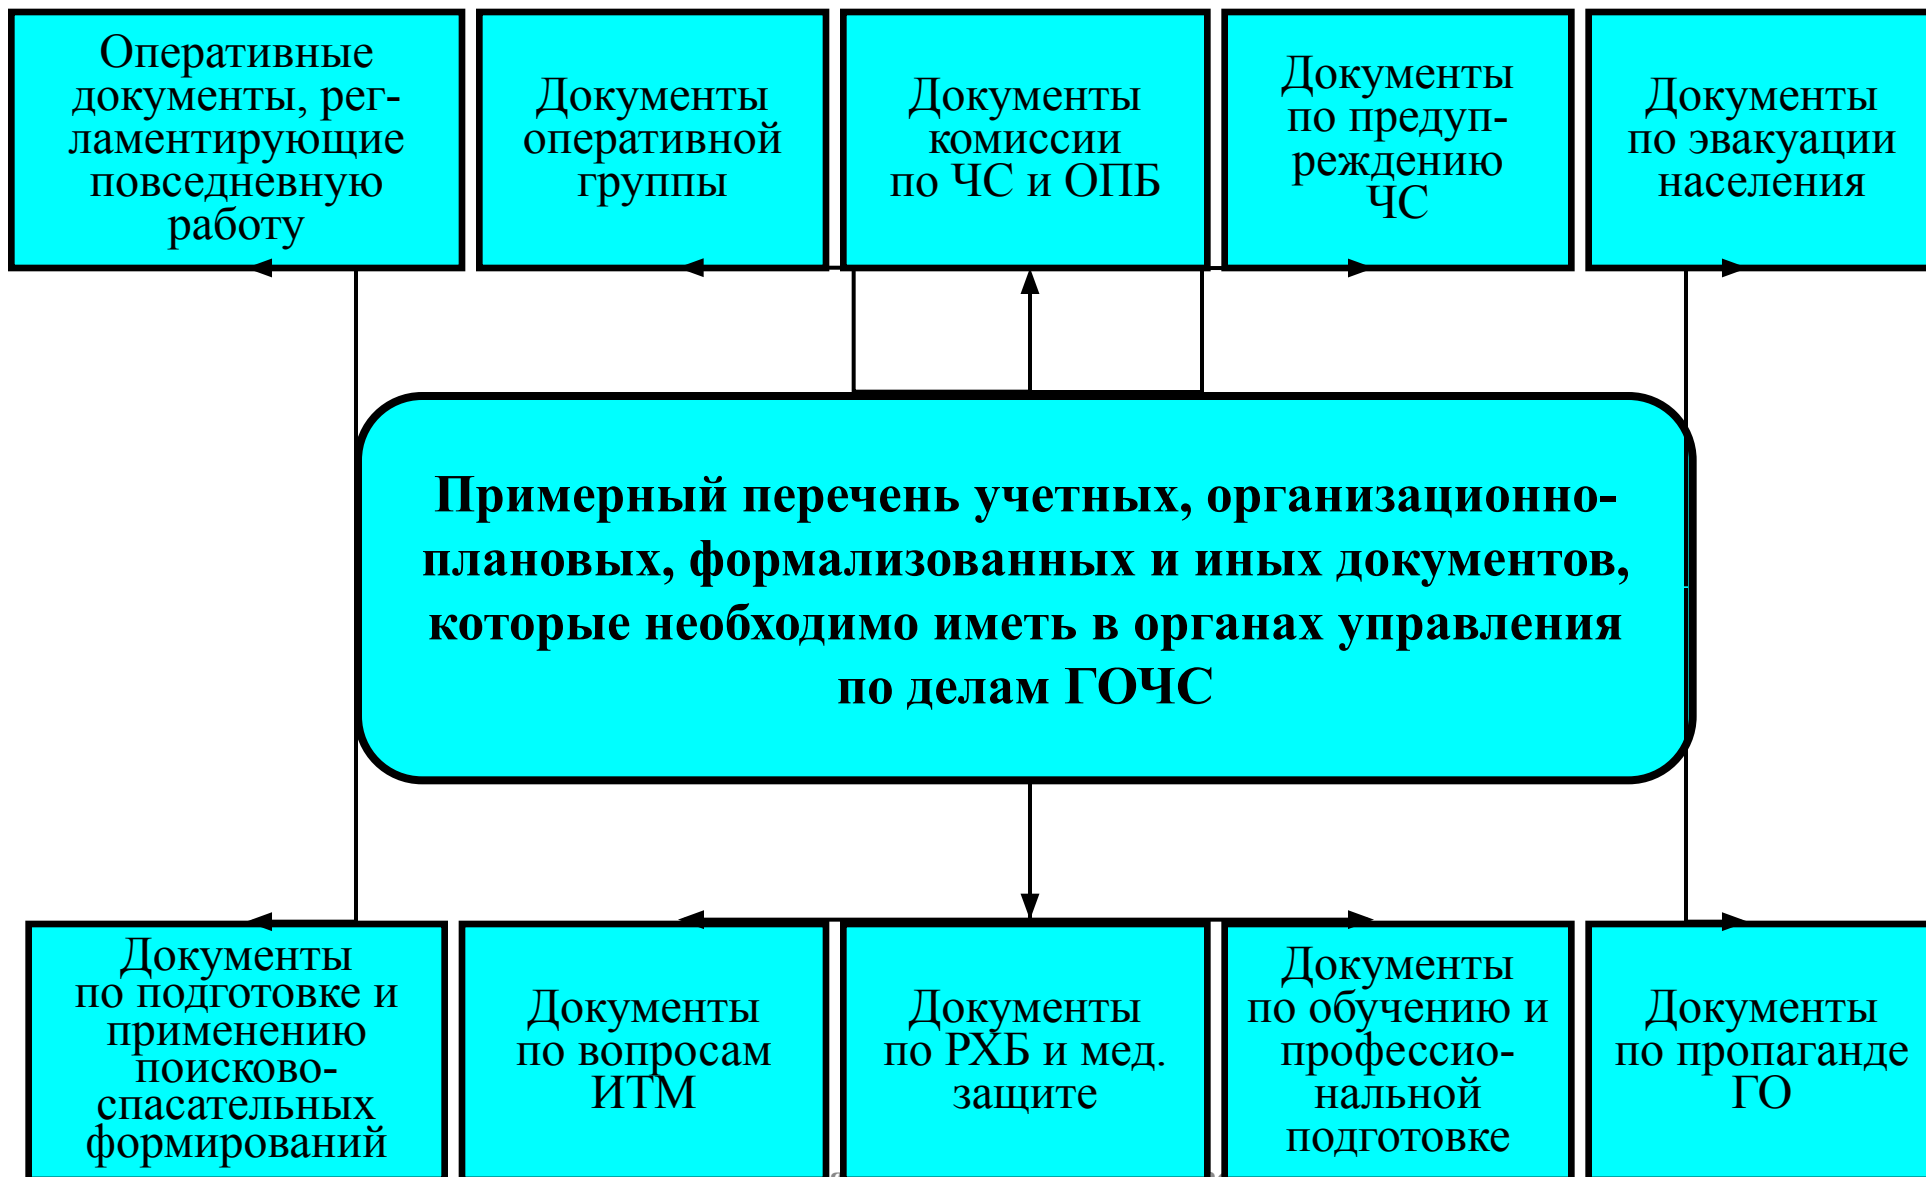 Оперативные
документы, рег-
ламентирующие
повседневную
работу
Документы
оперативной
группы
Документы
комиссии
по ЧС и ОПБ
Документы
по предуп-
реждению
ЧС
Документы
по эвакуации
населения
Примерный перечень учетных, организационно-
плановых, формализованных и иных документов,
которые необходимо иметь в органах управления
по делам ГОЧС
Документы
по подготовке и
применению
поисково-
спасательных
формирований
Документы
по вопросам
ИТМ
Документы
по РХБ и мед.
защите
Документы
по обучению и
профессио-
нальной
подготовке
Документы
по пропаганде
ГО